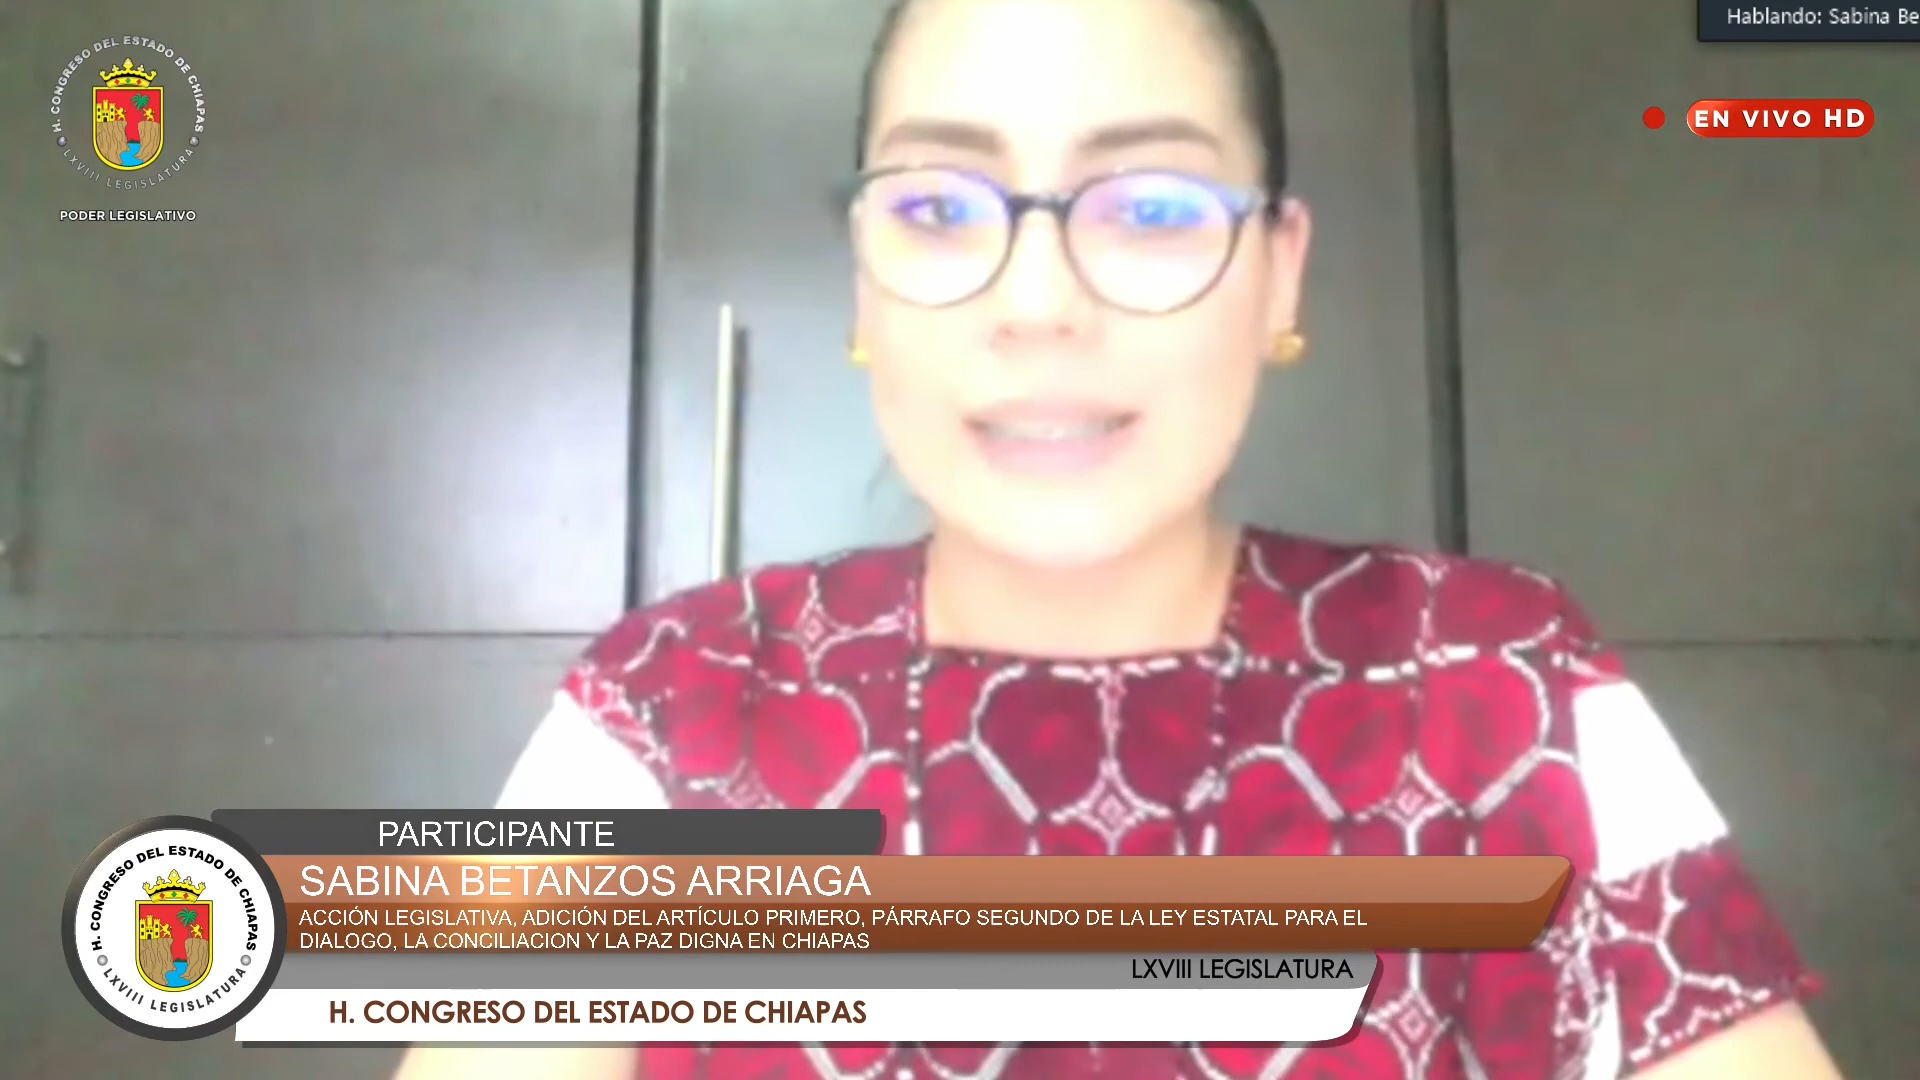 Hablando: Sabina Be
H. CONGRESO DEL ESTADO DE CHIAPAS
LXVIII LEGISLATURA
PODER LEGISLATIVO
EN VIVO HD
PARTICIPANTE
SABINA BETANZOS ARRIAGA
ACCIÓN LEGISLATIVA, ADICIÓN DEL ARTÍCULO PRIMERO, PÁRRAFO SEGUNDO DE LA LEY ESTATAL PARA EL
DIALOGO, LA CONCILIACION Y LA PAZ DIGNA EN CHIAPAS
LXVIII LEGISLATURA
H. CONGRESO DEL ESTADO DE CHIAPAS
H. CONGRESO DEL ESTADO DE CHIAPAS
LXVIII LEGISLATURA